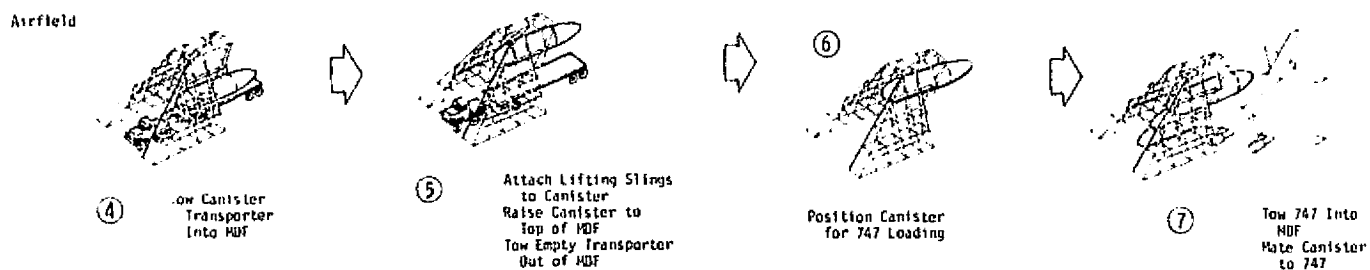 Airfield
④
ow Canister
Transporter
Into MDF
⑤
Attach Lifting Slings
to Canister
Raise Canister to
Top of MDF
Tow Empty Transporter
Out of MDF
⑥
Position Canister
for 747 Loading
⑦
Tow 747 Into
MDF
Mate Canister
to 747